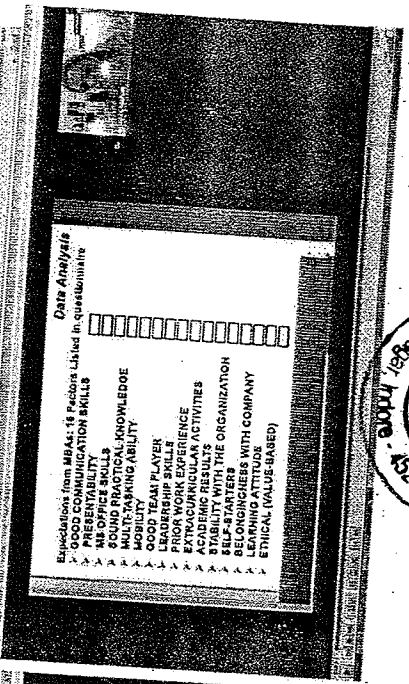 Data Analysis
Expectations from MBAs: 16 Factors Listed in questionnaire
GOOD COMMUNICATION SKILLS
PRESENTABILITY
MS-OFFICE SKILLS
SOUND PRACTICAL KNOWLEDGE
MULTI-TASKING ABILITY
MOBILITY
GOOD TEAM PLAYER
LEADERSHIP SKILLS
PRIOR WORK EXPERIENCE
EXTRACURRICULAR ACTIVITIES
ACADEMIC RESULTS
STABILITY WITH THE ORGANIZATION
SELF-STARTERS
BELONGINGNESS WITH COMPANY
LEARNING ATTITUDE
ETHICAL (VALUE-BASED)